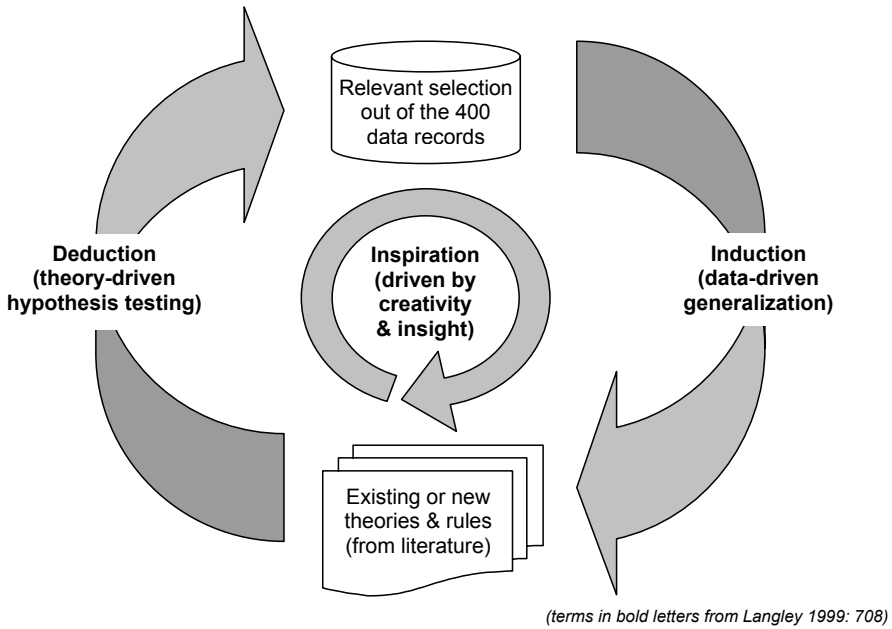 Relevant selection
out of the 400
data records
Deduction
(theory-driven
hypothesis testing)
Inspiration
(driven by
creativity
& insight)
Induction
(data-driven
generalization)
Existing or new
theories & rules
(from literature)
(terms in bold letters from Langley 1999: 708)